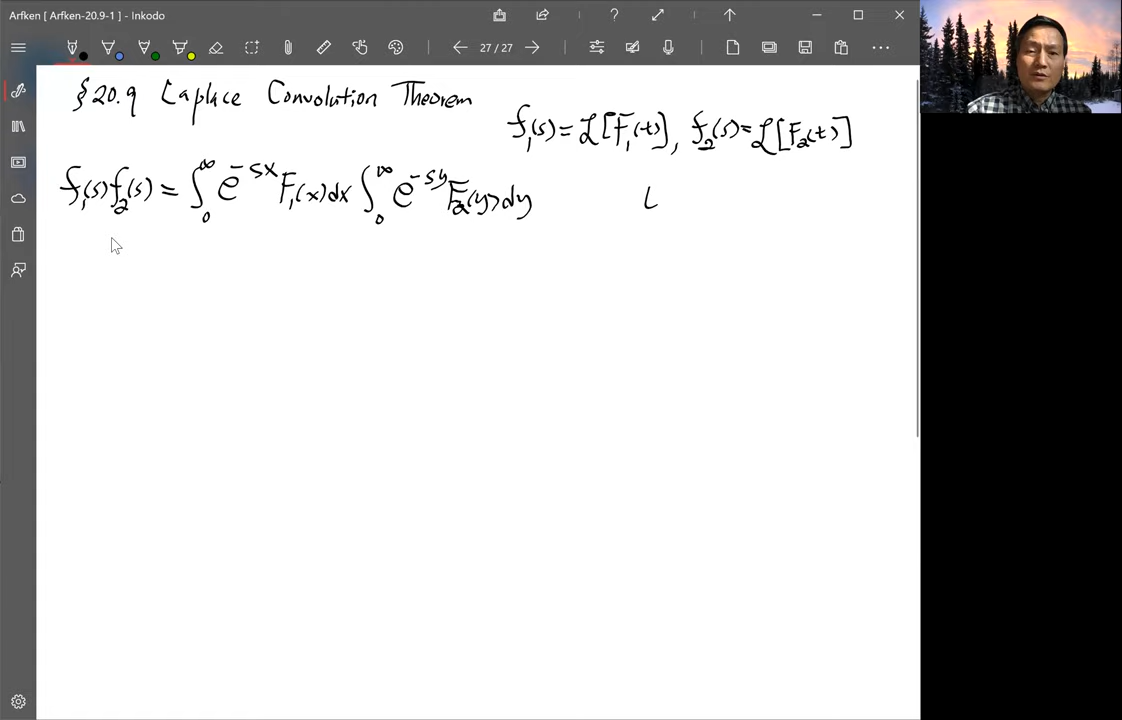 Arfken [ Arfken-20.9-1 ] - Inkodo
27 / 27
§ 20.9 Laplace Convolution Theorem
f₁(s) = ℒ[F₁(t)], f₂(s) = ℒ[F₂(t)]
f₁(s)f₂(s) = ∫₀^∞ e^{-sx} F₁(x)dx ∫₀^∞ e^{-sy} F₂(y)dy